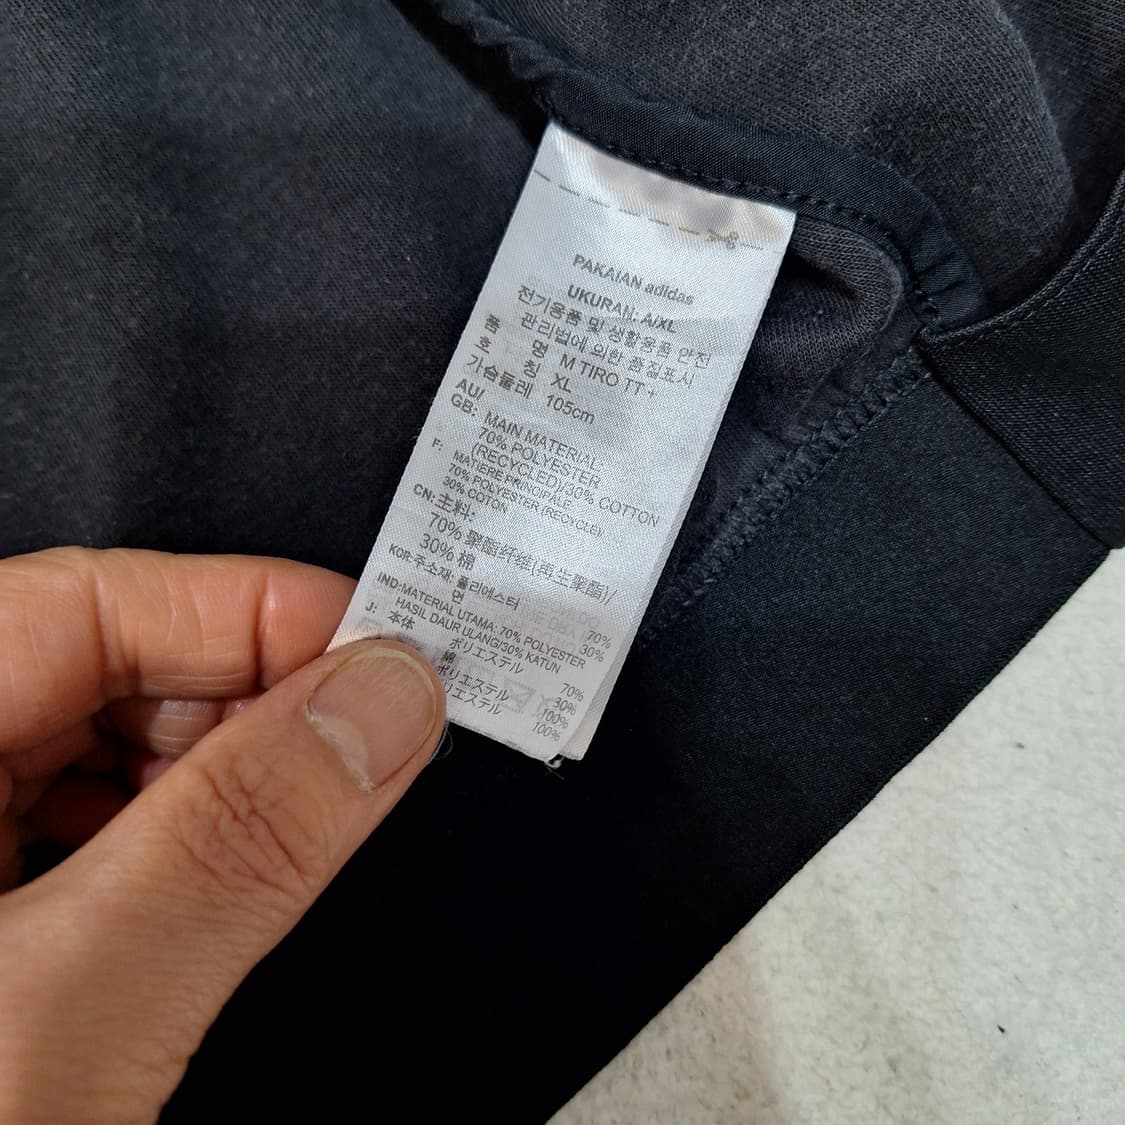 PAKAIAN adidas
UKURAN: A/XL
전기용품 및 생활용품 안전
관리법에 의한 품질표시
품 명 M TIRO TT +
호 칭 XL
가슴둘레 105cm
AU/
GB: MAIN MATERIAL:
70% POLYESTER
(RECYCLED)/30% COTTON
F: MATIERE PRINCIPALE
70% POLYESTER (RECYCLE),
30% COTON
CN: 主料:
70% 聚酯纤维(再生聚酯)/
30% 棉
KOR: 주소재: 폴리에스터 70%
면 30%
IND: MATERIAL UTAMA: 70% POLYESTER
HASIL DAUR ULANG/30% KATUN
J: 本体 ポリエステル 70%
綿 30%
ポリエステル 100%
リエステル 100%